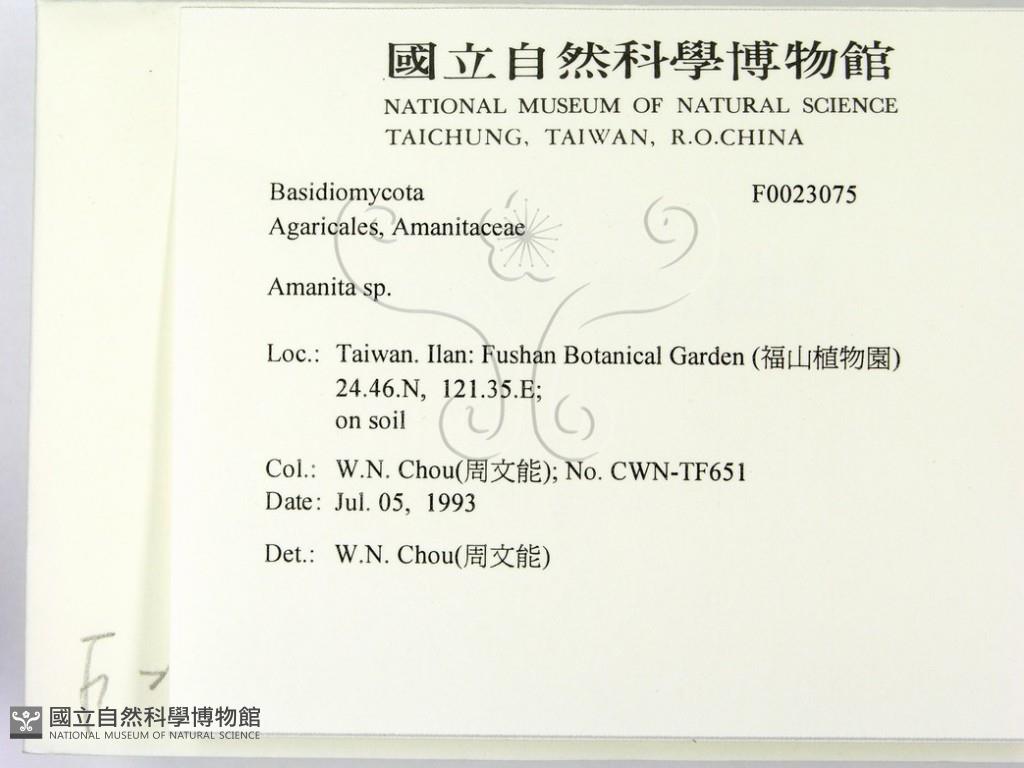 國立自然科學博物館
NATIONAL MUSEUM OF NATURAL SCIENCE
TAICHUNG, TAIWAN, R.O.CHINA
Basidiomycota F0023075
Agaricales, Amanitaceae
Amanita sp.
Loc.: Taiwan. Ilan: Fushan Botanical Garden (福山植物園)
24.46.N, 121.35.E;
on soil
Col.: W.N. Chou(周文能); No. CWN-TF651
Date: Jul. 05, 1993
Det.: W.N. Chou(周文能)
國立自然科學博物館
NATIONAL MUSEUM OF NATURAL SCIENCE